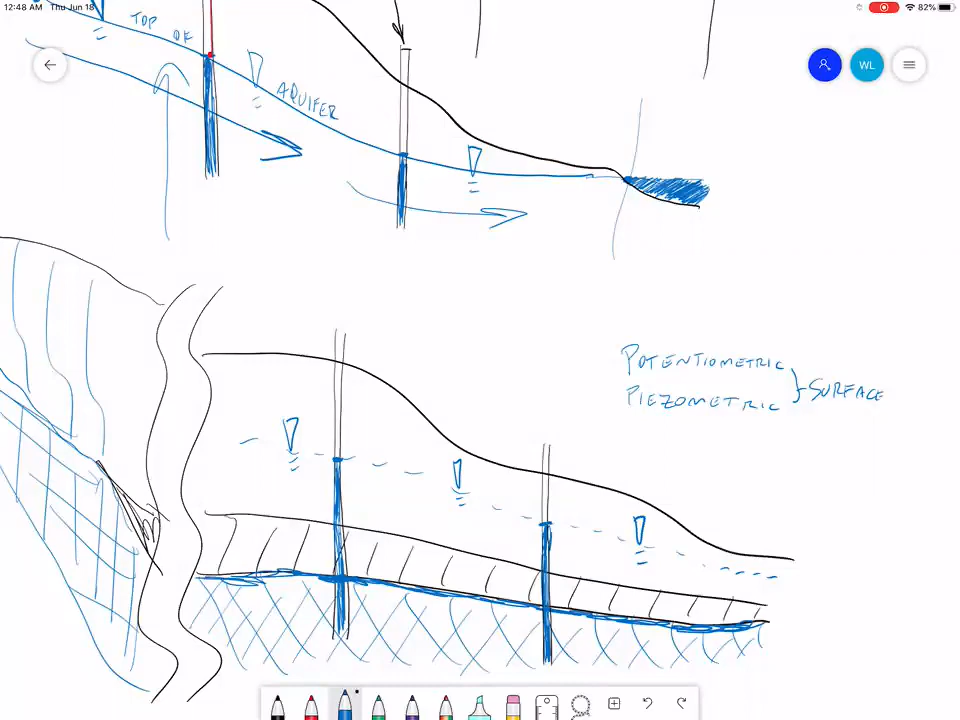 12:48 AM Thu Jun 18
82%
TOP OF
AQUIFER
WL
POTENTIOMETRIC
PIEZOMETRIC
SURFACE